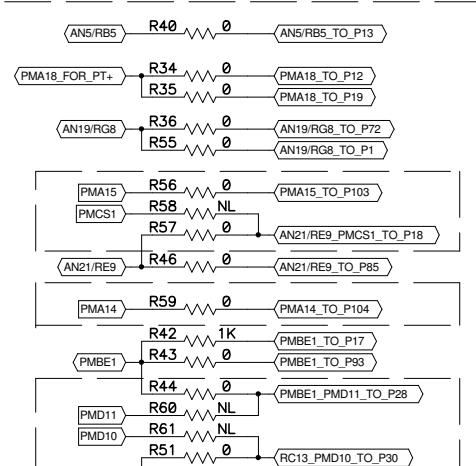 AN5/RB5 R40 0 AN5/RB5_TO_P13
PMA18_FOR_PT+ R34 0 PMA18_TO_P12
R35 0 PMA18_TO_P19
AN19/RG8 R36 0 AN19/RG8_TO_P72
R55 0 AN19/RG8_TO_P1
PMA15 R56 0 PMA15_TO_P103
PMCS1 R58 NL
R57 0 AN21/RE9_PMCS1_TO_P18
AN21/RE9 R46 0 AN21/RE9_TO_P85
PMA14 R59 0 PMA14_TO_P104
R42 1K PMBE1_TO_P17
PMBE1 R43 0 PMBE1_TO_P93
R44 0 PMBE1_PMD11_TO_P28
PMD11 R60 NL
PMD10 R61 NL
R51 0 RC13_PMD10_TO_P30